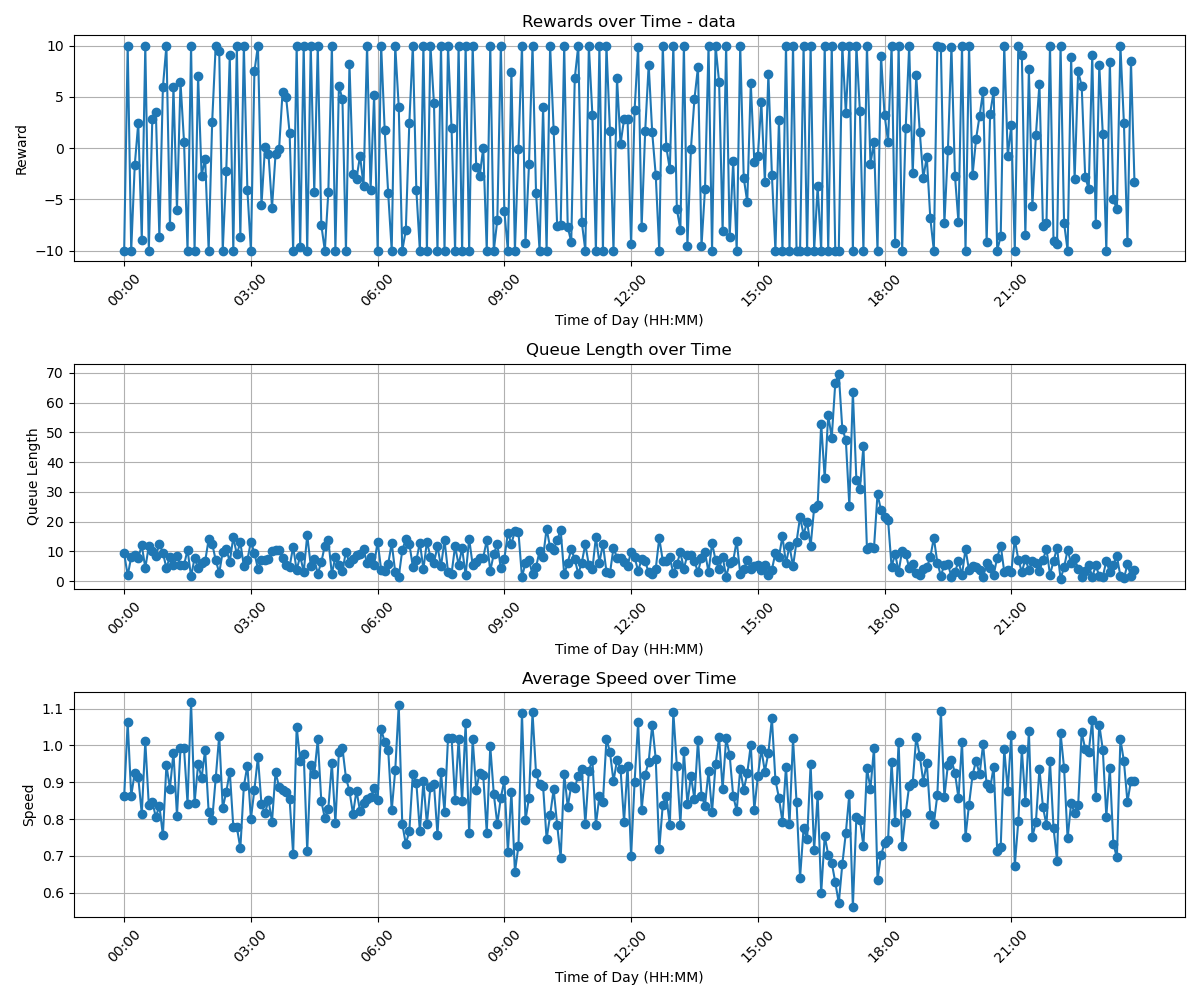 Rewards over Time - data
10
5
0
−5
−10
Reward
00:00 03:00 06:00 09:00 12:00 15:00 18:00 21:00
Time of Day (HH:MM)
Queue Length over Time
70
60
50
40
30
20
10
0
Queue Length
00:00 03:00 06:00 09:00 12:00 15:00 18:00 21:00
Time of Day (HH:MM)
Average Speed over Time
1.1
1.0
0.9
0.8
0.7
0.6
Speed
00:00 03:00 06:00 09:00 12:00 15:00 18:00 21:00
Time of Day (HH:MM)